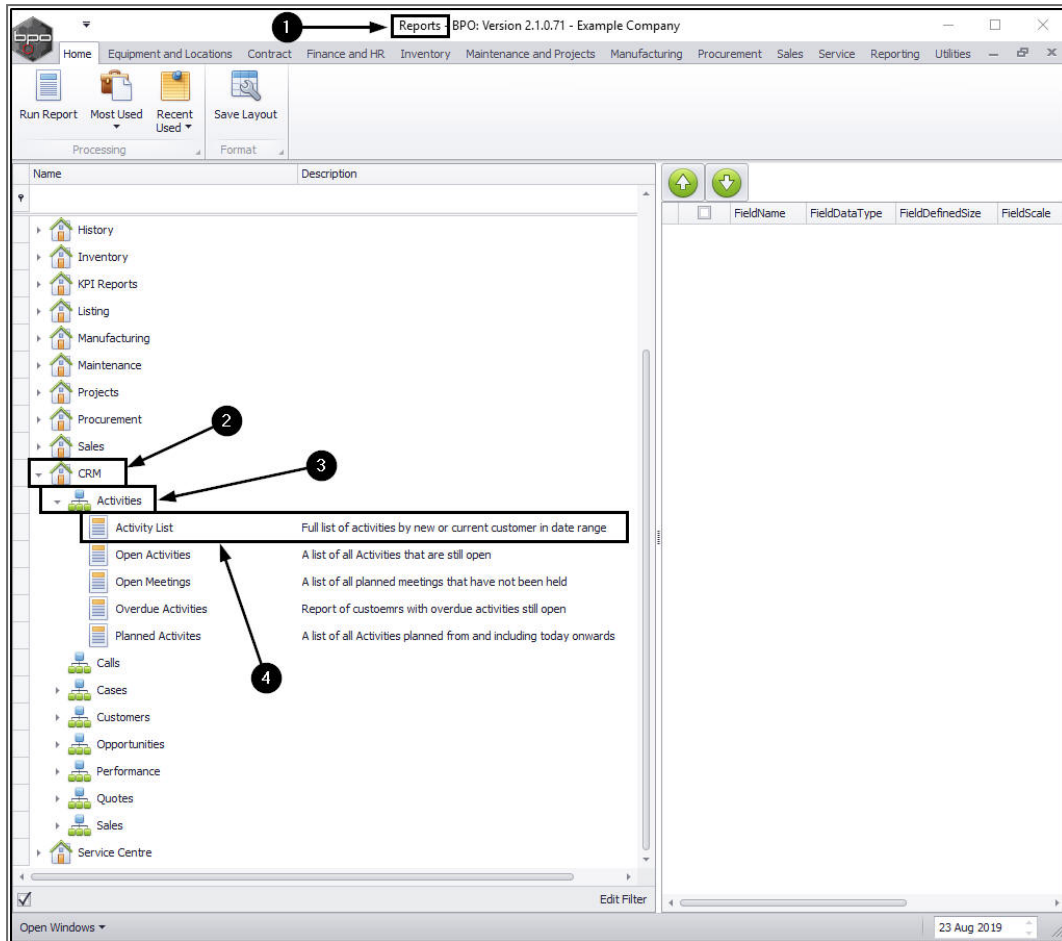 1
Reports - BPO: Version 2.1.0.71 - Example Company
bpo
Home Equipment and Locations Contract Finance and HR Inventory Maintenance and Projects Manufacturing Procurement Sales Service Reporting Utilities
Run Report Most Used Recent Used Save Layout
Processing Format
Name Description
FieldName FieldDataType FieldDefinedSize FieldScale
History
Inventory
KPI Reports
Listing
Manufacturing
Maintenance
Projects
Procurement
2
Sales
3
CRM
Activities
Activity List Full list of activities by new or current customer in date range
Open Activities A list of all Activities that are still open
Open Meetings A list of all planned meetings that have not been held
Overdue Activities Report of custoemrs with overdue activities still open
Planned Activites A list of all Activities planned from and including today onwards
Calls
4
Cases
Customers
Opportunities
Performance
Quotes
Sales
Service Centre
Edit Filter
Open Windows 23 Aug 2019